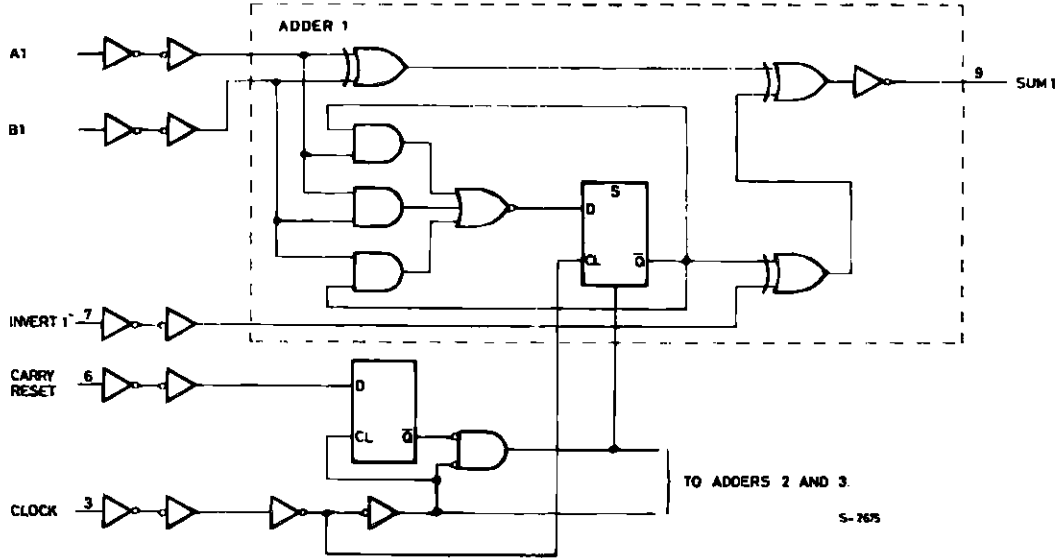 ADDER 1
A1
9
SUM 1
B1
S
D
CL Q̅
INVERT 1 7
CARRY
RESET 6
D
CL Q̅
TO ADDERS 2 AND 3.
CLOCK 3
S-2675